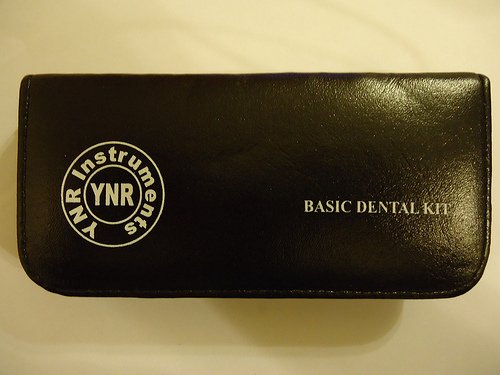 YNR Instruments
YNR
BASIC DENTAL KIT